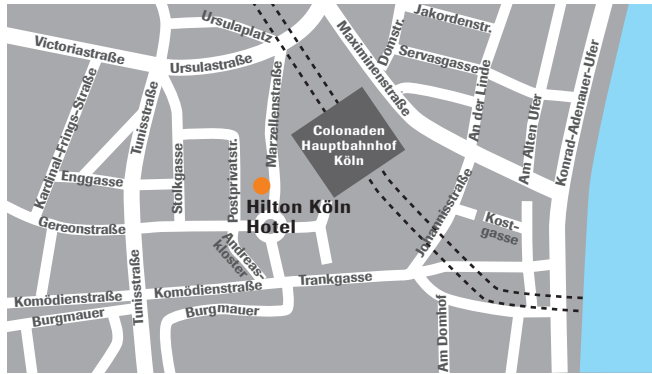 Ursulaplatz
Jakordenstr.
Domstr.
Victoriastraße
Ursulastraße
Maximinenstraße
Servasgasse
An der Linde
Am Alten Ufer
Konrad-Adenauer-Ufer
Kardinal-Frings-Straße
Tunisstraße
Marzellenstraße
Colonaden
Hauptbahnhof
Köln
Enggasse
Stolkgasse
Postprivatstr.
Hilton Köln
Hotel
Gereonstraße
Johannisstraße
Kost-
gasse
Andreas-
kloster
Trankgasse
Komödienstraße
Komödienstraße
Burgmauer
Tunisstraße
Burgmauer
Am Domhof